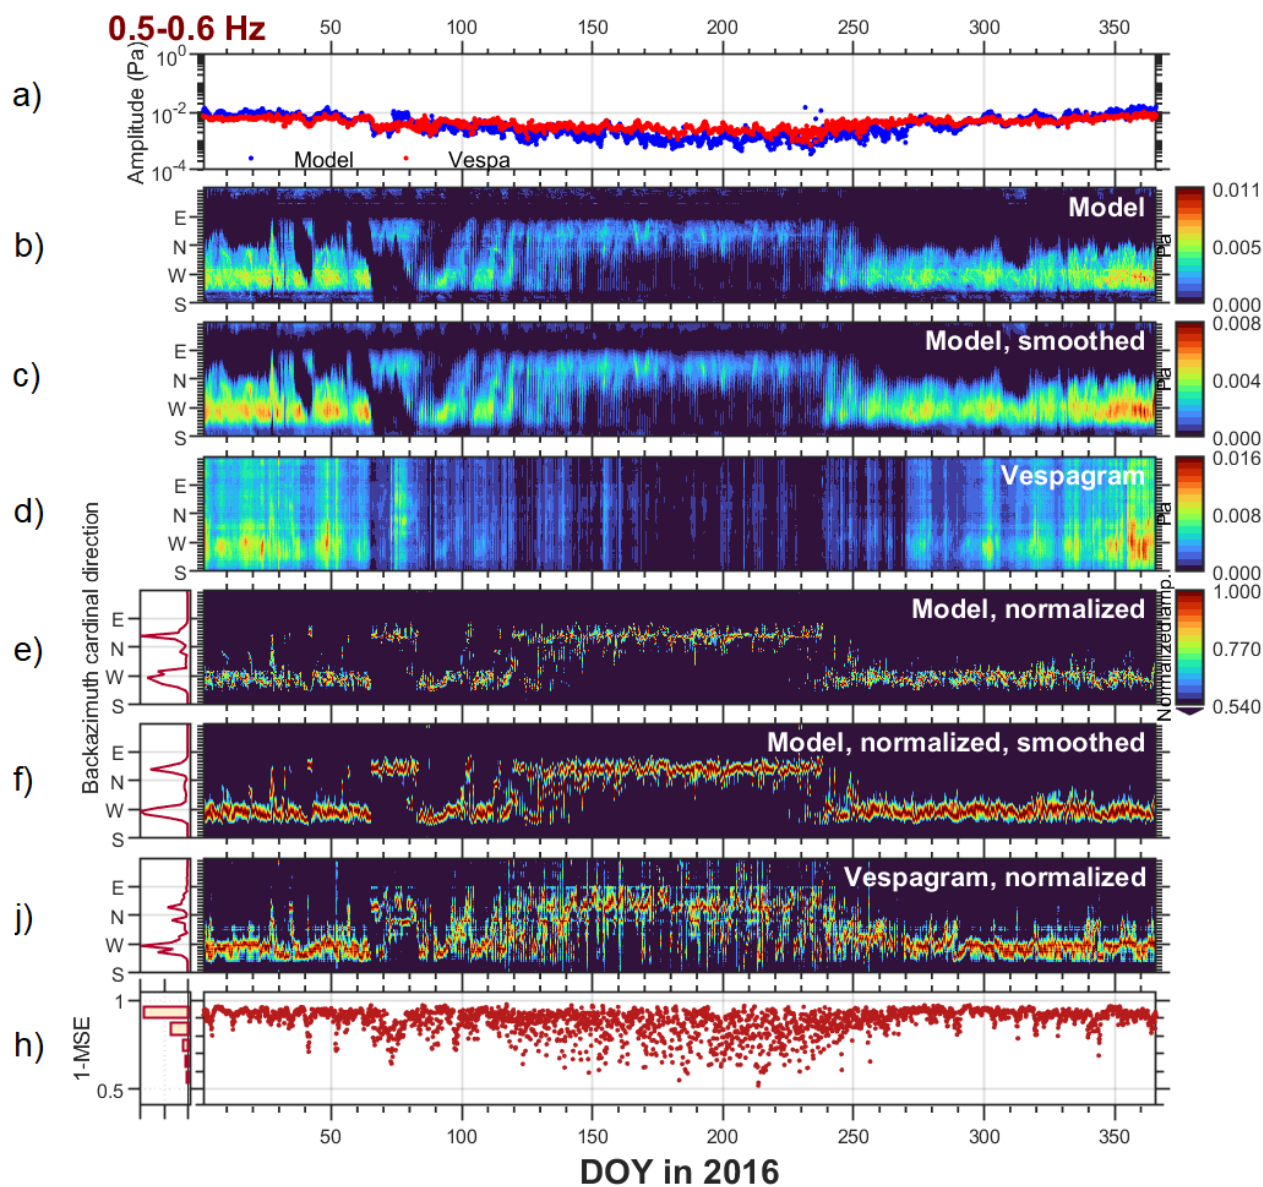 0.5-0.6 Hz
50 100 150 200 250 300 350
a)
Amplitude (Pa)
10^0
10^-2
10^-4
Model Vespa
b)
E
N
W
S
Model
0.011
0.005
0.000
Pa
c)
E
N
W
S
Model, smoothed
0.008
0.004
0.000
Pa
d)
E
N
W
S
Vespagram
0.016
0.008
0.000
Pa
Backazimuth cardinal direction
e)
E
N
W
S
Model, normalized
1.000
0.770
0.540
Normalized amp.
f)
E
N
W
S
Model, normalized, smoothed
j)
E
N
W
S
Vespagram, normalized
h)
1-MSE
1
0.5
50 100 150 200 250 300 350
DOY in 2016